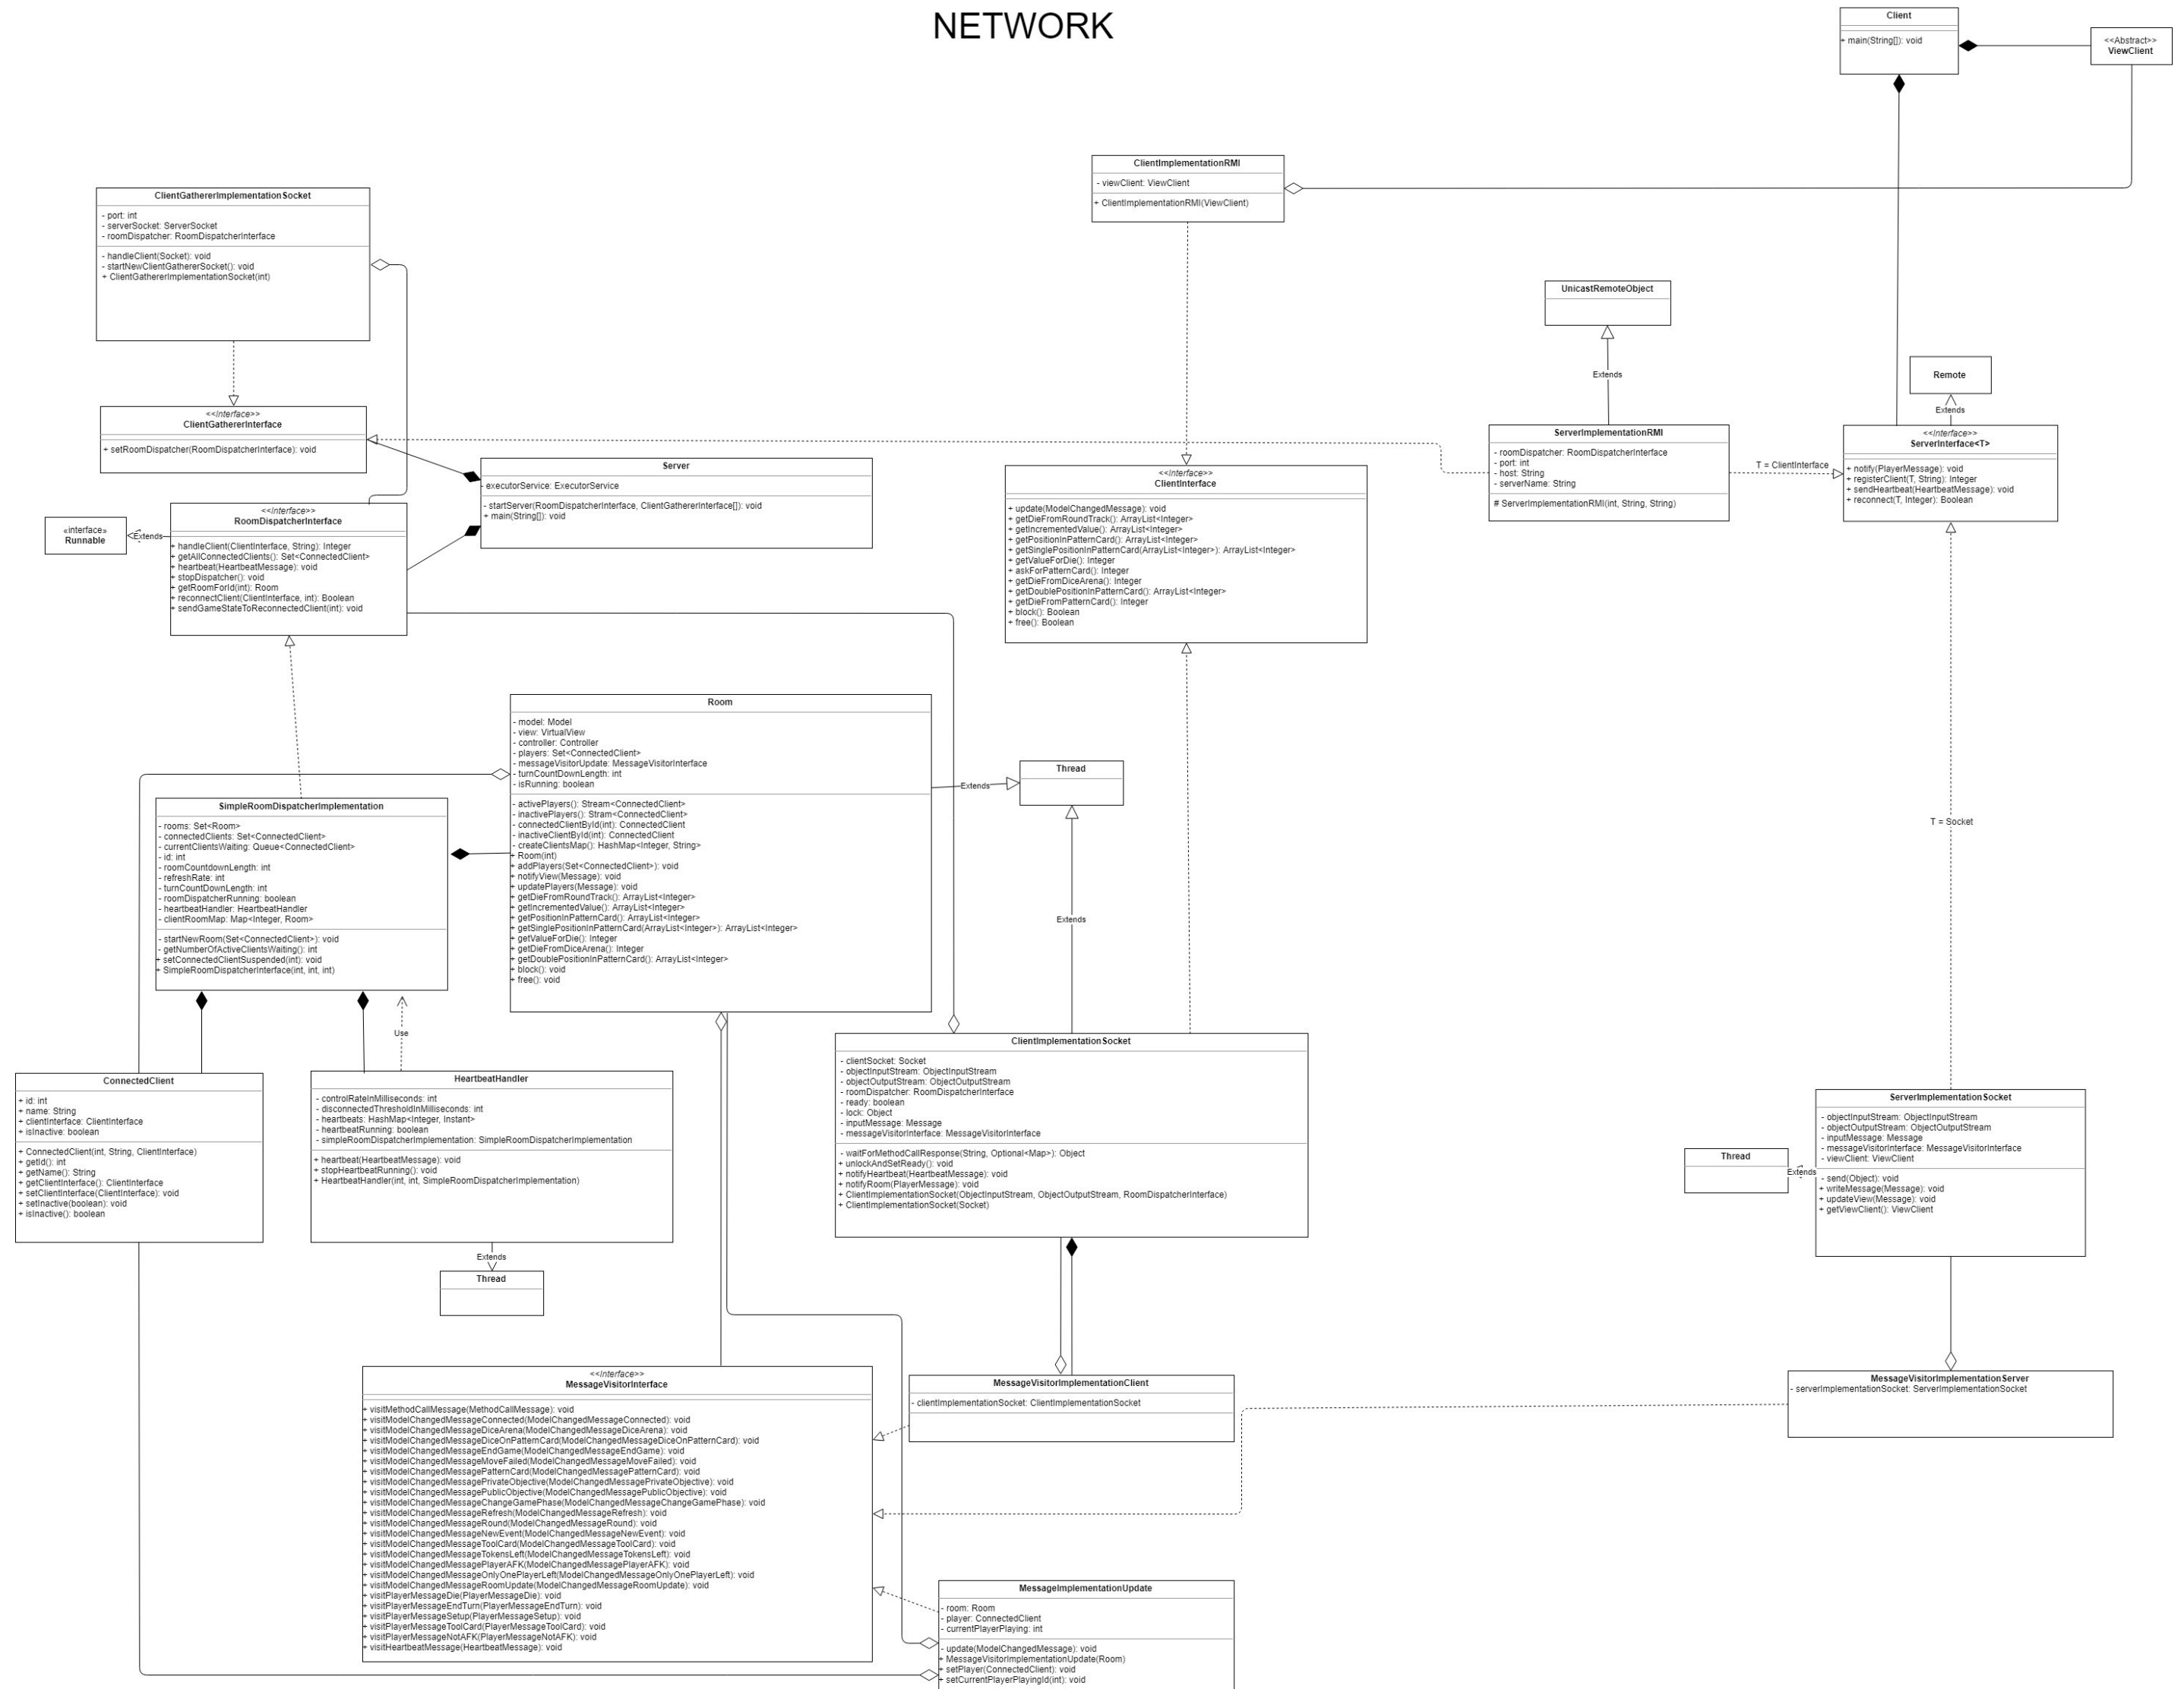 NETWORK
Client
+ main(String[]): void
<<Abstract>>
ViewClient
ClientImplementationRMI
- viewClient: ViewClient
+ ClientImplementationRMI(ViewClient)
ClientGathererImplementationSocket
- port: int
- serverSocket: ServerSocket
- roomDispatcher: RoomDispatcherInterface
- handleClient(Socket): void
- startNewClientGathererSocket(): void
+ ClientGathererImplementationSocket(int)
UnicastRemoteObject
Extends
Remote
Extends
<<Interface>>
ClientGathererInterface
+ setRoomDispatcher(RoomDispatcherInterface): void
Server
- executorService: ExecutorService
- startServer(RoomDispatcherInterface, ClientGathererInterface[]): void
+ main(String[]): void
<<Interface>>
ClientInterface
+ update(ModelChangedMessage): void
+ getDieFromRoundTrack(): ArrayList<Integer>
+ getIncrementedValue(): ArrayList<Integer>
+ getPositionInPatternCard(): ArrayList<Integer>
+ getSinglePositionInPatternCard(ArrayList<Integer>): ArrayList<Integer>
+ getValueForDie(): Integer
+ askForPatternCard(): Integer
+ getDieFromDiceArena(): Integer
+ getDoublePositionInPatternCard(): ArrayList<Integer>
+ getDieFromPatternCard(): Integer
+ block(): Boolean
+ free(): Boolean
ServerImplementationRMI
- roomDispatcher: RoomDispatcherInterface
- port: int
- host: String
- serverName: String
# ServerImplementationRMI(int, String, String)
T = ClientInterface
<<Interface>>
ServerInterface<T>
+ notify(PlayerMessage): void
+ registerClient(T, String): Integer
+ sendHeartbeat(HeartbeatMessage): void
+ reconnect(T, Integer): Boolean
«interface»
Runnable
Extends
<<Interface>>
RoomDispatcherInterface
+ handleClient(ClientInterface, String): Integer
+ getAllConnectedClients(): Set<ConnectedClient>
+ heartbeat(HeartbeatMessage): void
+ stopDispatcher(): void
+ getRoomForId(int): Room
+ reconnectClient(ClientInterface, int): Boolean
+ sendGameStateToReconnectedClient(int): void
Room
- model: Model
- view: VirtualView
- controller: Controller
- players: Set<ConnectedClient>
- messageVisitorUpdate: MessageVisitorInterface
- turnCountDownLength: int
- isRunning: boolean
- activePlayers(): Stream<ConnectedClient>
- inactivePlayers(): Stram<ConnectedClient>
- connectedClientById(int): ConnectedClient
- inactiveClientById(int): ConnectedClient
- createClientsMap(): HashMap<Integer, String>
+ Room(int)
+ addPlayers(Set<ConnectedClient>): void
+ notifyView(Message): void
+ updatePlayers(Message): void
+ getDieFromRoundTrack(): ArrayList<Integer>
+ getIncrementedValue(): ArrayList<Integer>
+ getPositionInPatternCard(): ArrayList<Integer>
+ getSinglePositionInPatternCard(ArrayList<Integer>): ArrayList<Integer>
+ getValueForDie(): Integer
+ getDieFromDiceArena(): Integer
+ getDoublePositionInPatternCard(): ArrayList<Integer>
+ block(): void
+ free(): void
Extends
Thread
Extends
T = Socket
SimpleRoomDispatcherImplementation
- rooms: Set<Room>
- connectedClients: Set<ConnectedClient>
- currentClientsWaiting: Queue<ConnectedClient>
- id: int
- roomCountdownLength: int
- refreshRate: int
- turnCountDownLength: int
- roomDispatcherRunning: boolean
- heartbeatHandler: HeartbeatHandler
- clientRoomMap: Map<Integer, Room>
- startNewRoom(Set<ConnectedClient>): void
- getNumberOfActiveClientsWaiting(): int
+ setConnectedClientSuspended(int): void
+ SimpleRoomDispatcherInterface(int, int, int)
Use
ConnectedClient
+ id: int
+ name: String
+ clientInterface: ClientInterface
+ isInactive: boolean
+ ConnectedClient(int, String, ClientInterface)
+ getId(): int
+ getName(): String
+ getClientInterface(): ClientInterface
+ setClientInterface(ClientInterface): void
+ setInactive(boolean): void
+ isInactive(): boolean
HeartbeatHandler
- controlRateInMilliseconds: int
- disconnectedThresholdInMilliseconds: int
- heartbeats: HashMap<Integer, Instant>
- heartbeatRunning: boolean
- simpleRoomDispatcherImplementation: SimpleRoomDispatcherImplementation
+ heartbeat(HeartbeatMessage): void
+ stopHeartbeatRunning(): void
+ HeartbeatHandler(int, int, SimpleRoomDispatcherImplementation)
Extends
Thread
ClientImplementationSocket
- clientSocket: Socket
- objectInputStream: ObjectInputStream
- objectOutputStream: ObjectOutputStream
- roomDispatcher: RoomDispatcherInterface
- ready: boolean
- lock: Object
- inputMessage: Message
- messageVisitorInterface: MessageVisitorInterface
- waitForMethodCallResponse(String, Optional<Map>): Object
+ unlockAndSetReady(): void
+ notifyHeartbeat(HeartbeatMessage): void
+ notifyRoom(PlayerMessage): void
+ ClientImplementationSocket(ObjectInputStream, ObjectOutputStream, RoomDispatcherInterface)
+ ClientImplementationSocket(Socket)
Thread
Extends
ServerImplementationSocket
- objectInputStream: ObjectInputStream
- objectOutputStream: ObjectOutputStream
- inputMessage: Message
- messageVisitorInterface: MessageVisitorInterface
- viewClient: ViewClient
- send(Object): void
+ writeMessage(Message): void
+ updateView(Message): void
+ getViewClient(): ViewClient
<<Interface>>
MessageVisitorInterface
+ visitMethodCallMessage(MethodCallMessage): void
+ visitModelChangedMessageConnected(ModelChangedMessageConnected): void
+ visitModelChangedMessageDiceArena(ModelChangedMessageDiceArena): void
+ visitModelChangedMessageDiceOnPatternCard(ModelChangedMessageDiceOnPatternCard): void
+ visitModelChangedMessageEndGame(ModelChangedMessageEndGame): void
+ visitModelChangedMessageMoveFailed(ModelChangedMessageMoveFailed): void
+ visitModelChangedMessagePatternCard(ModelChangedMessagePatternCard): void
+ visitModelChangedMessagePrivateObjective(ModelChangedMessagePrivateObjective): void
+ visitModelChangedMessagePublicObjective(ModelChangedMessagePublicObjective): void
+ visitModelChangedMessageChangeGamePhase(ModelChangedMessageChangeGamePhase): void
+ visitModelChangedMessageRefresh(ModelChangedMessageRefresh): void
+ visitModelChangedMessageRound(ModelChangedMessageRound): void
+ visitModelChangedMessageNewEvent(ModelChangedMessageNewEvent): void
+ visitModelChangedMessageToolCard(ModelChangedMessageToolCard): void
+ visitModelChangedMessageTokensLeft(ModelChangedMessageTokensLeft): void
+ visitModelChangedMessagePlayerAFK(ModelChangedMessagePlayerAFK): void
+ visitModelChangedMessageOnlyOnePlayerLeft(ModelChangedMessageOnlyOnePlayerLeft): void
+ visitModelChangedMessageRoomUpdate(ModelChangedMessageRoomUpdate): void
+ visitPlayerMessageDie(PlayerMessageDie): void
+ visitPlayerMessageEndTurn(PlayerMessageEndTurn): void
+ visitPlayerMessageSetup(PlayerMessageSetup): void
+ visitPlayerMessageToolCard(PlayerMessageToolCard): void
+ visitPlayerMessageNotAFK(PlayerMessageNotAFK): void
+ visitHeartbeatMessage(HeartbeatMessage): void
MessageVisitorImplementationClient
- clientImplementationSocket: ClientImplementationSocket
MessageVisitorImplementationServer
- serverImplementationSocket: ServerImplementationSocket
MessageImplementationUpdate
- room: Room
- player: ConnectedClient
- currentPlayerPlaying: int
- update(ModelChangedMessage): void
+ MessageVisitorImplementationUpdate(Room)
+ setPlayer(ConnectedClient): void
+ setCurrentPlayerPlayingId(int): void